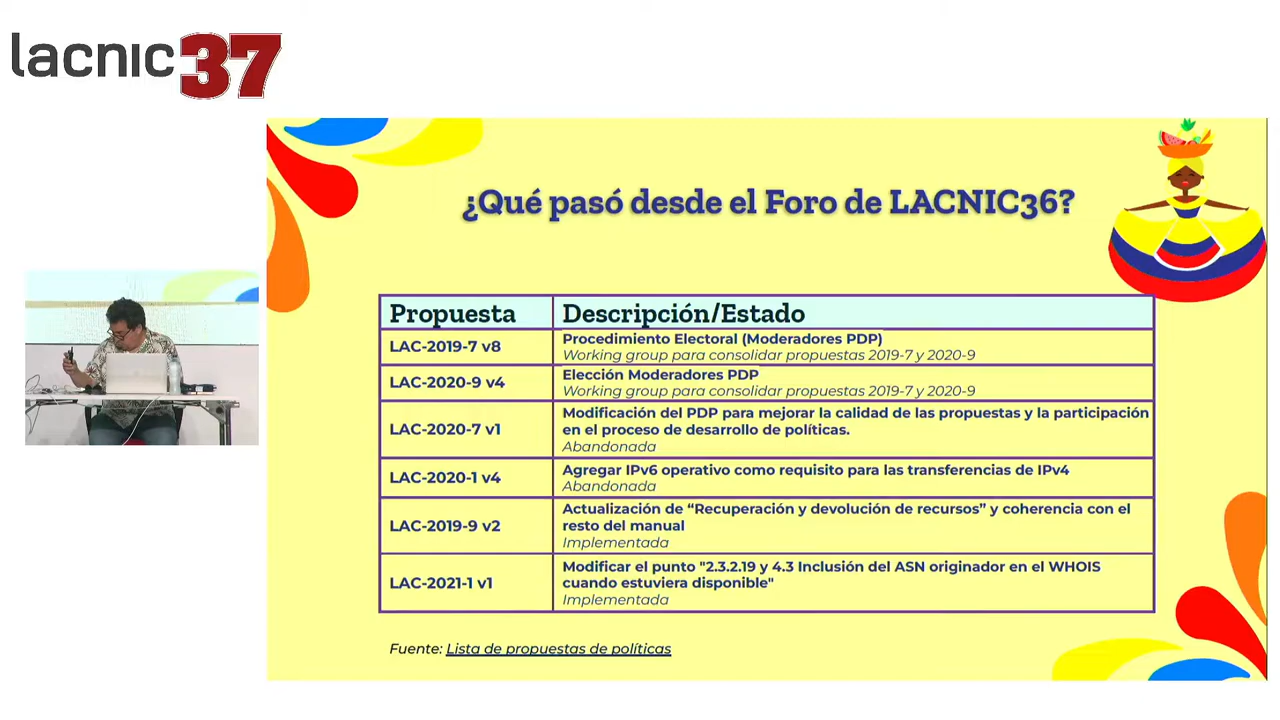 lacnic 37
¿Qué pasó desde el Foro de LACNIC36?
Propuesta Descripción/Estado
LAC-2019-7 v8
Procedimiento Electoral (Moderadores PDP)
Working group para consolidar propuestas 2019-7 y 2020-9
LAC-2020-9 v4
Elección Moderadores PDP
Working group para consolidar propuestas 2019-7 y 2020-9
LAC-2020-7 v1
Modificación del PDP para mejorar la calidad de las propuestas y la participación
en el proceso de desarrollo de políticas.
Abandonada
LAC-2020-1 v4
Agregar IPv6 operativo como requisito para las transferencias de IPv4
Abandonada
LAC-2019-9 v2
Actualización de “Recuperación y devolución de recursos” y coherencia con el
resto del manual
Implementada
LAC-2021-1 v1
Modificar el punto "2.3.2.19 y 4.3 Inclusión del ASN originador en el WHOIS
cuando estuviera disponible"
Implementada
Fuente: Lista de propuestas de políticas